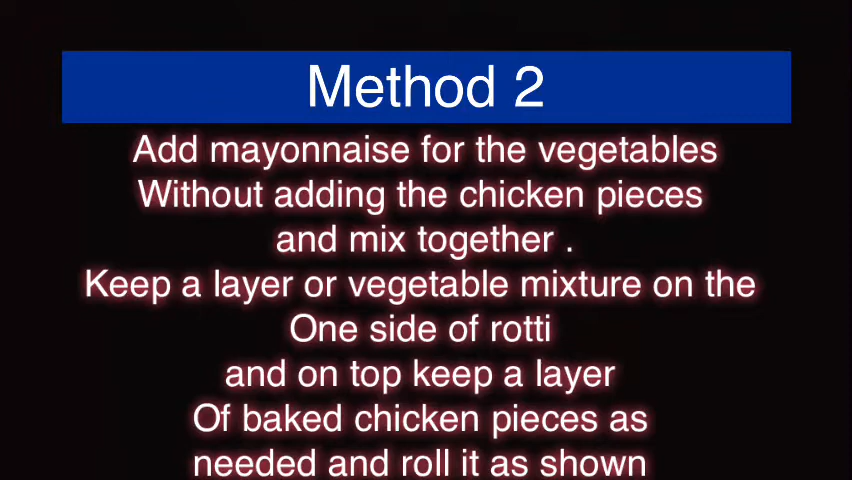 Method 2
Add mayonnaise for the vegetables
Without adding the chicken pieces
and mix together .
Keep a layer or vegetable mixture on the
One side of rotti
and on top keep a layer
Of baked chicken pieces as
needed and roll it as shown